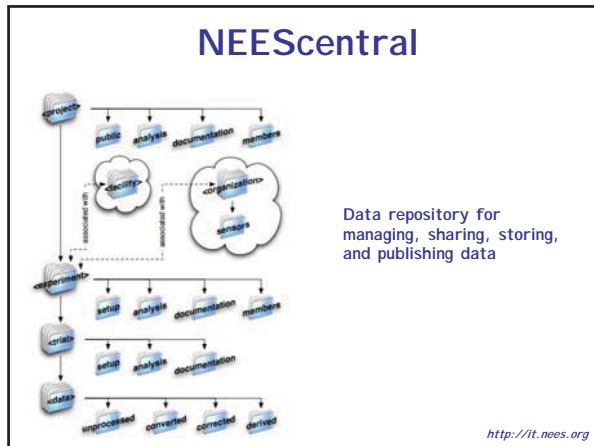 NEEScentral
<project>
public analysis documentation members
<facility>
<organization>
sensors
associated with
associated with
Data repository for
managing, sharing, storing,
and publishing data
<experiment>
setup analysis documentation members
<trial>
setup analysis documentation
<data>
unprocessed converted corrected derived
http://it.nees.org